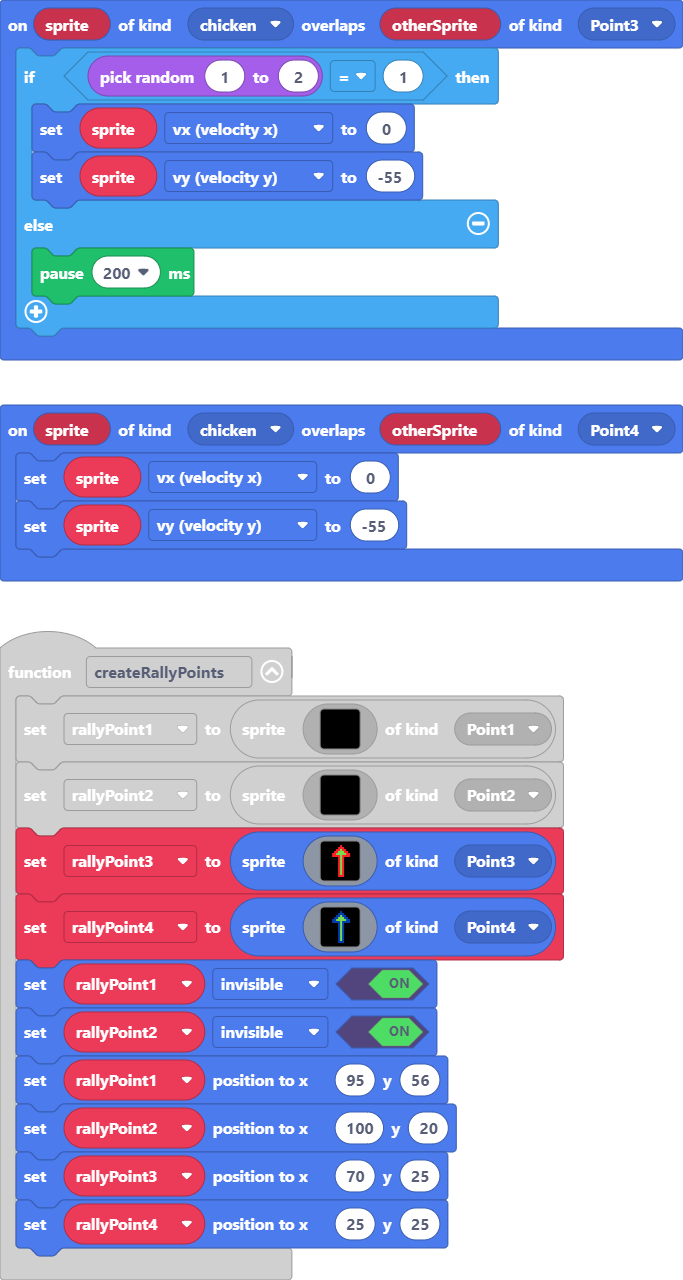 on sprite of kind chicken overlaps otherSprite of kind Point3
if pick random 1 to 2 = 1 then
set sprite vx (velocity x) to 0
set sprite vy (velocity y) to -55
else
pause 200 ms
on sprite of kind chicken overlaps otherSprite of kind Point4
set sprite vx (velocity x) to 0
set sprite vy (velocity y) to -55
function createRallyPoints
set rallyPoint1 to sprite of kind Point1
set rallyPoint2 to sprite of kind Point2
set rallyPoint3 to sprite of kind Point3
set rallyPoint4 to sprite of kind Point4
set rallyPoint1 invisible ON
set rallyPoint2 invisible ON
set rallyPoint1 position to x 95 y 56
set rallyPoint2 position to x 100 y 20
set rallyPoint3 position to x 70 y 25
set rallyPoint4 position to x 25 y 25